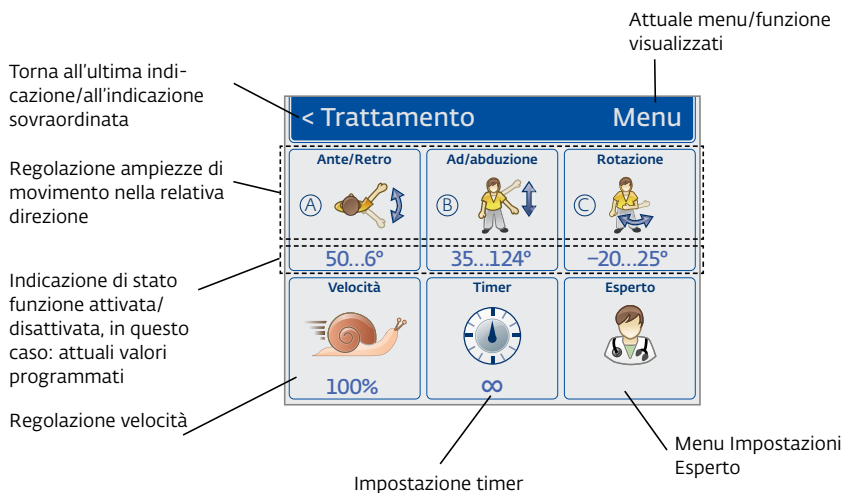 Attuale menu/funzione
visualizzati
Torna all'ultima indi-
cazione/all'indicazione
sovraordinata
< Trattamento Menu
Regolazione ampiezze di
movimento nella relativa
direzione
Ante/Retro Ad/abduzione Rotazione
A B C
50...6° 35...124° –20...25°
Indicazione di stato
funzione attivata/
disattivata, in questo
caso: attuali valori
programmati
Velocità Timer Esperto
100% ∞
Regolazione velocità
Menu Impostazioni
Esperto
Impostazione timer